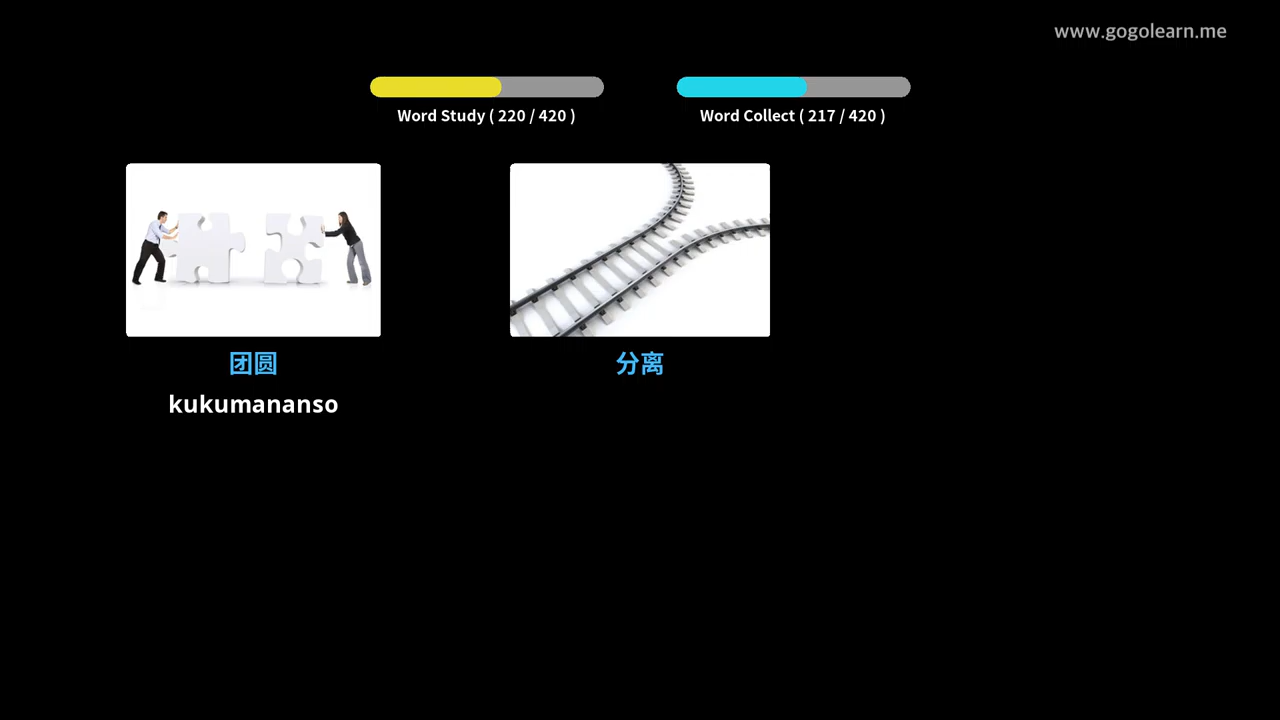 www.gogolearn.me
Word Study ( 220 / 420 )
Word Collect ( 217 / 420 )
团圆
分离
kukumananso